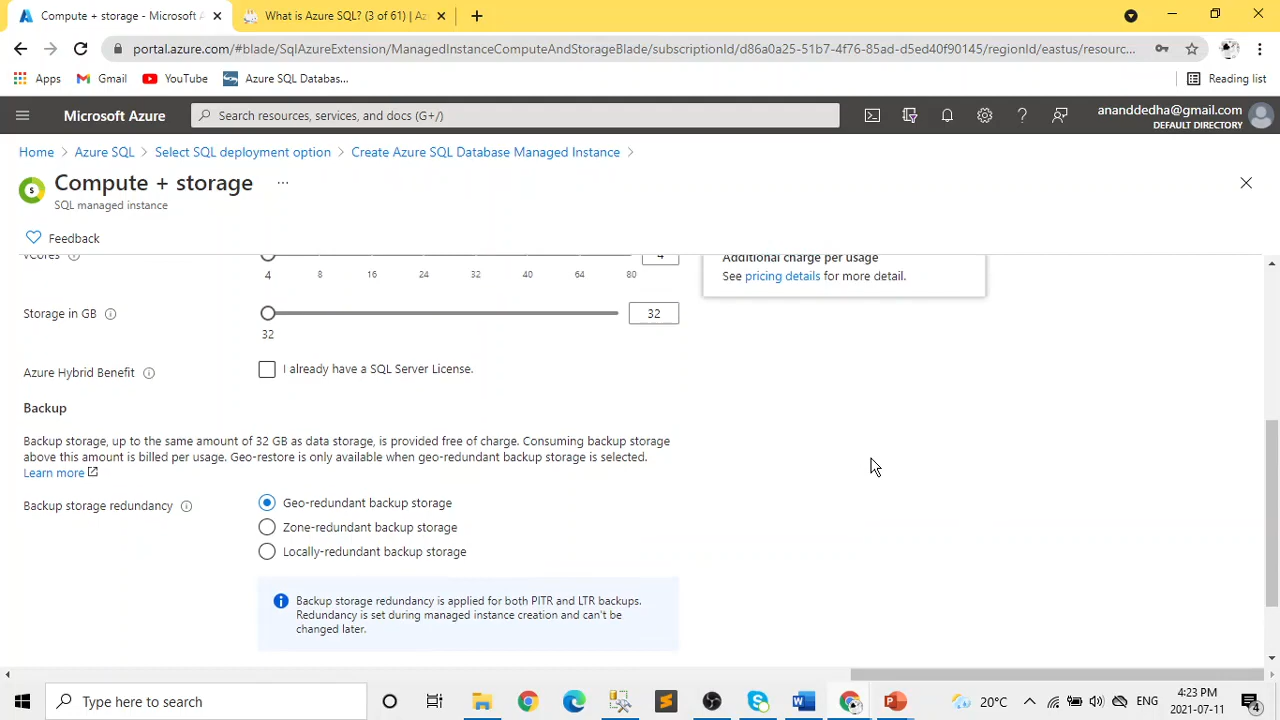 Compute + storage - Microsoft A
What is Azure SQL? (3 of 61) | Az
portal.azure.com/#blade/SqlAzureExtension/ManagedInstanceComputeAndStorageBlade/subscriptionId/d86a0a25-51b7-4f76-85ad-d5ed40f90145/regionId/eastus/resourc...
Apps
Gmail
YouTube
Azure SQL Databas...
Reading list
Microsoft Azure
Search resources, services, and docs (G+/)
ananddedha@gmail.com
DEFAULT DIRECTORY
Home > Azure SQL > Select SQL deployment option > Create Azure SQL Database Managed Instance >
Compute + storage ...
SQL managed instance
Feedback
vCores
4
4 8 16 24 32 40 64 80
Additional charge per usage
See pricing details for more detail.
Storage in GB
32
32
Azure Hybrid Benefit
I already have a SQL Server License.
Backup
Backup storage, up to the same amount of 32 GB as data storage, is provided free of charge. Consuming backup storage
above this amount is billed per usage. Geo-restore is only available when geo-redundant backup storage is selected.
Learn more
Backup storage redundancy
Geo-redundant backup storage
Zone-redundant backup storage
Locally-redundant backup storage
Backup storage redundancy is applied for both PITR and LTR backups.
Redundancy is set during managed instance creation and can't be
changed later.
Type here to search
20°C
ENG
4:23 PM
2021-07-11
4